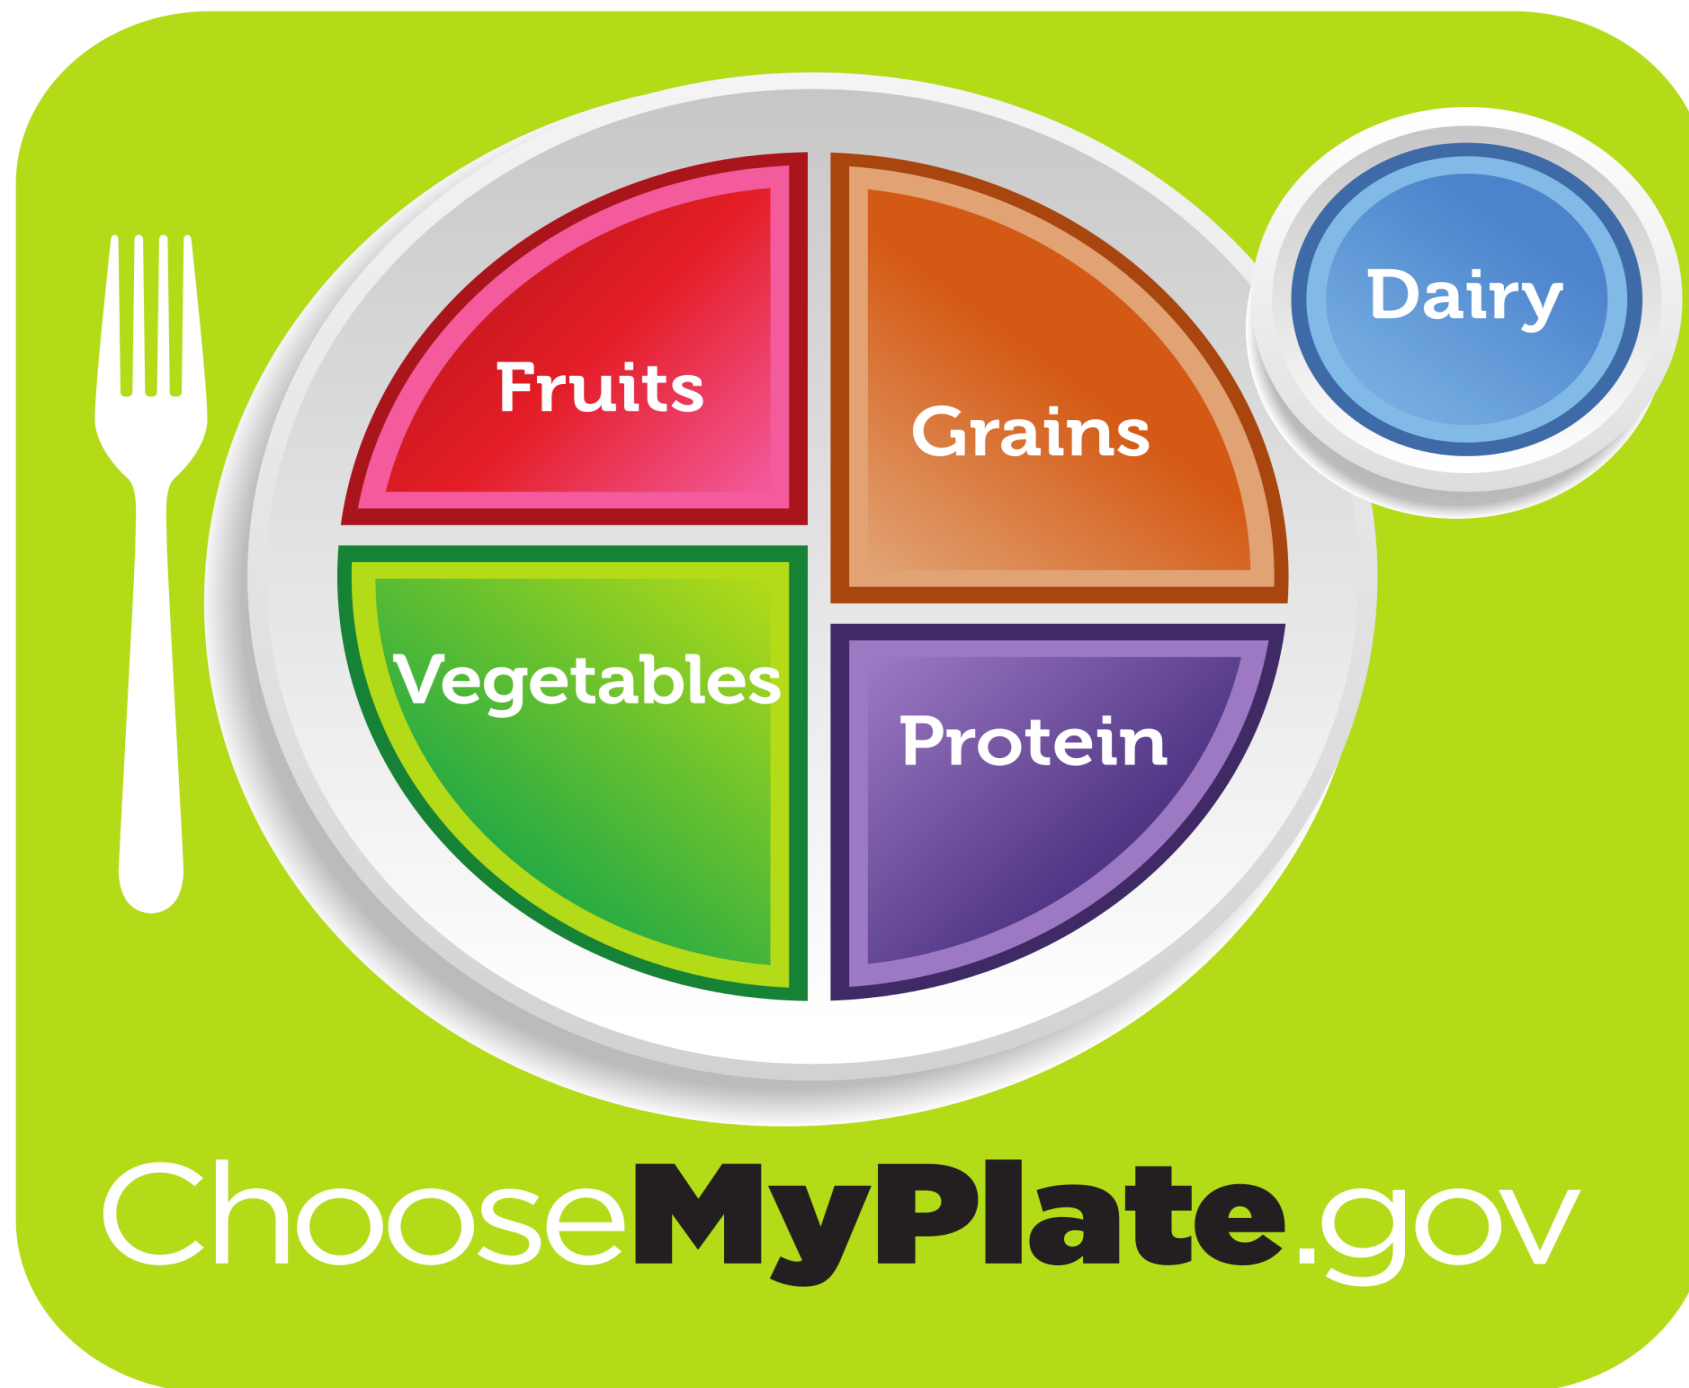 Fruits
Grains
Dairy
Vegetables
Protein
ChooseMyPlate.gov